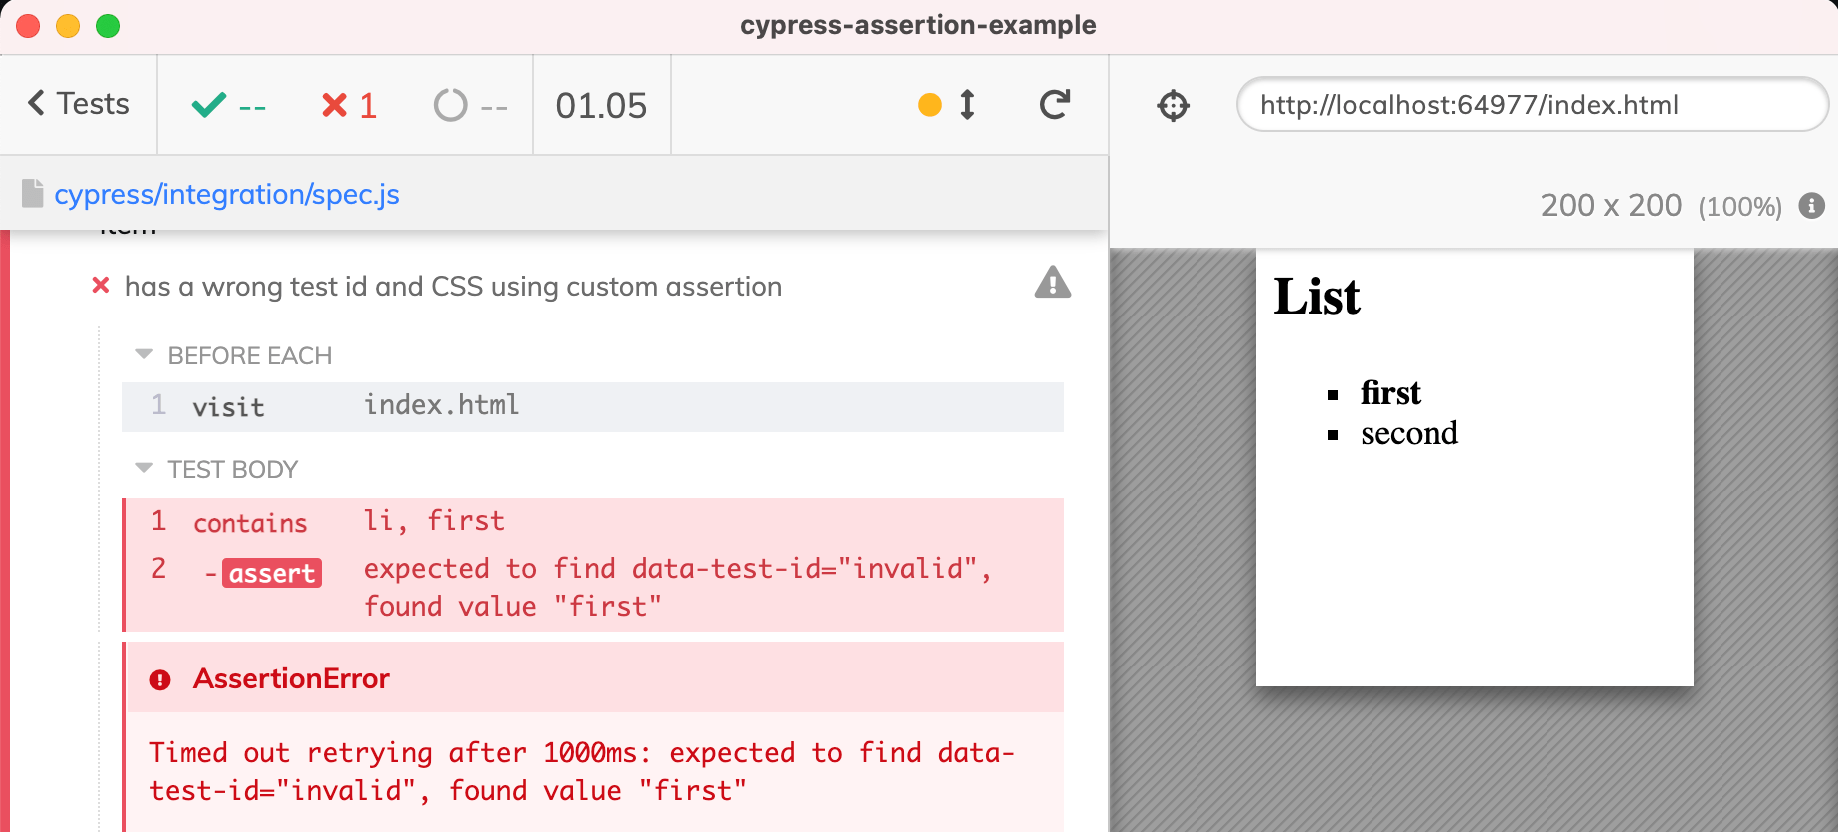 cypress-assertion-example
Tests -- 1 -- 01.05
http://localhost:64977/index.html
cypress/integration/spec.js
200 x 200 (100%)
item
has a wrong test id and CSS using custom assertion
BEFORE EACH
1 visit index.html
TEST BODY
1 contains li, first
2 -assert expected to find data-test-id="invalid",
found value "first"
AssertionError
Timed out retrying after 1000ms: expected to find data-
test-id="invalid", found value "first"
List
first
second